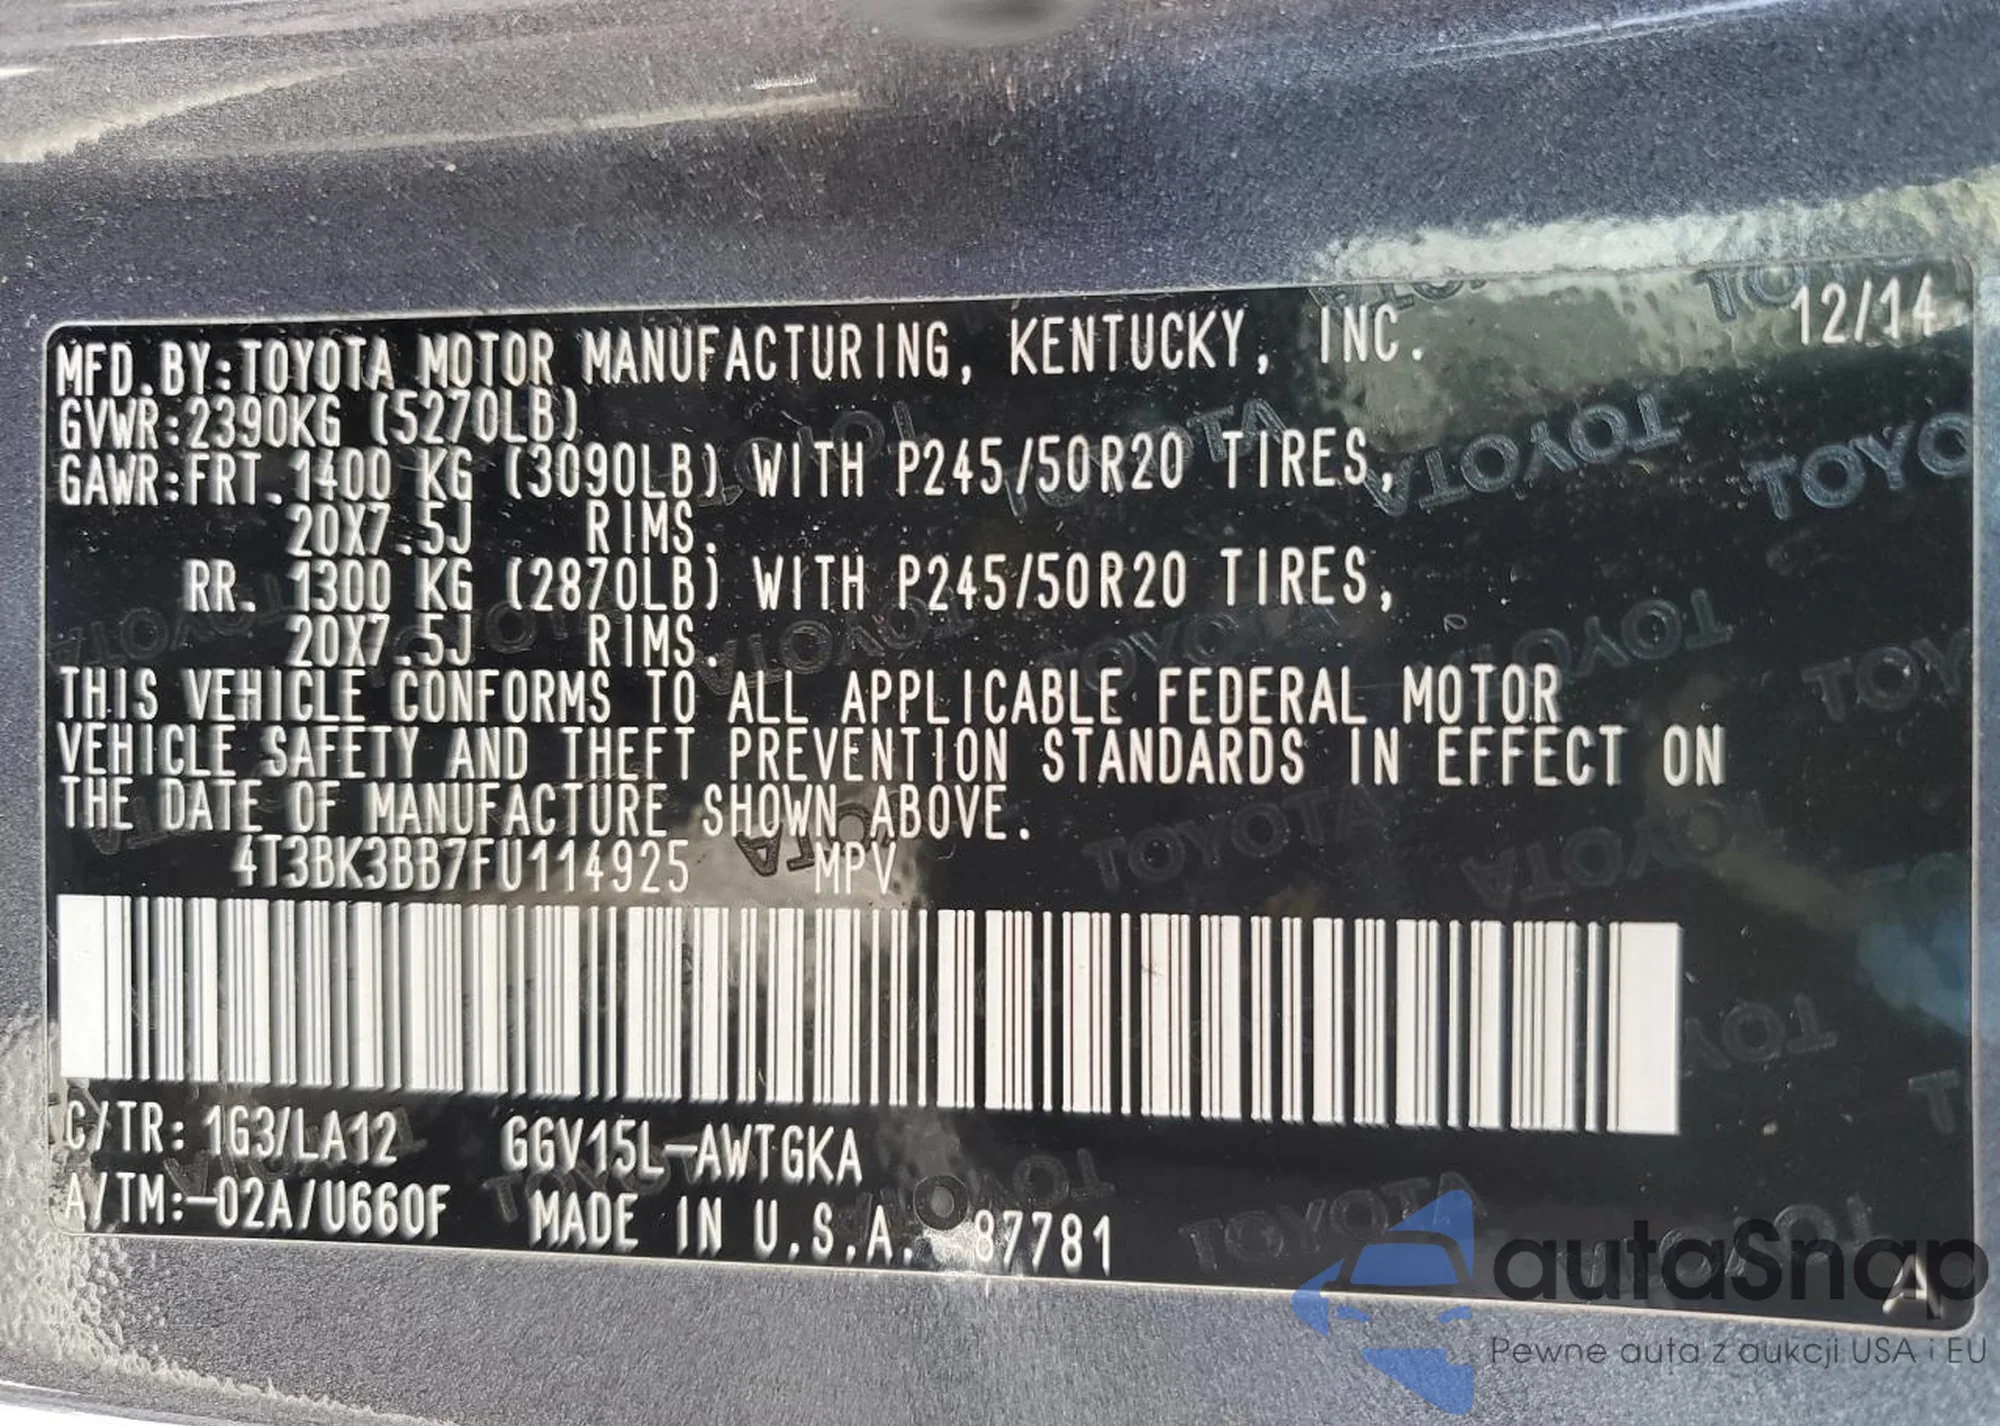 12/14
MFD.BY:TOYOTA MOTOR MANUFACTURING, KENTUCKY, INC.
GVWR:2390KG (5270LB)
GAWR:FRT. 1400 KG (3090LB) WITH P245/50R20 TIRES,
20X7.5J RIMS.
RR. 1300 KG (2870LB) WITH P245/50R20 TIRES,
20X7.5J RIMS.
THIS VEHICLE CONFORMS TO ALL APPLICABLE FEDERAL MOTOR
VEHICLE SAFETY AND THEFT PREVENTION STANDARDS IN EFFECT ON
THE DATE OF MANUFACTURE SHOWN ABOVE.
4T3BK3BB7FU114925 MPV
C/TR: 1G3/LA12 GGV15L-AWTGKA
A/TM:-02A/U660F MADE IN U.S.A. 87781
A
autaSnap
Pewne auta z aukcji USA i EU